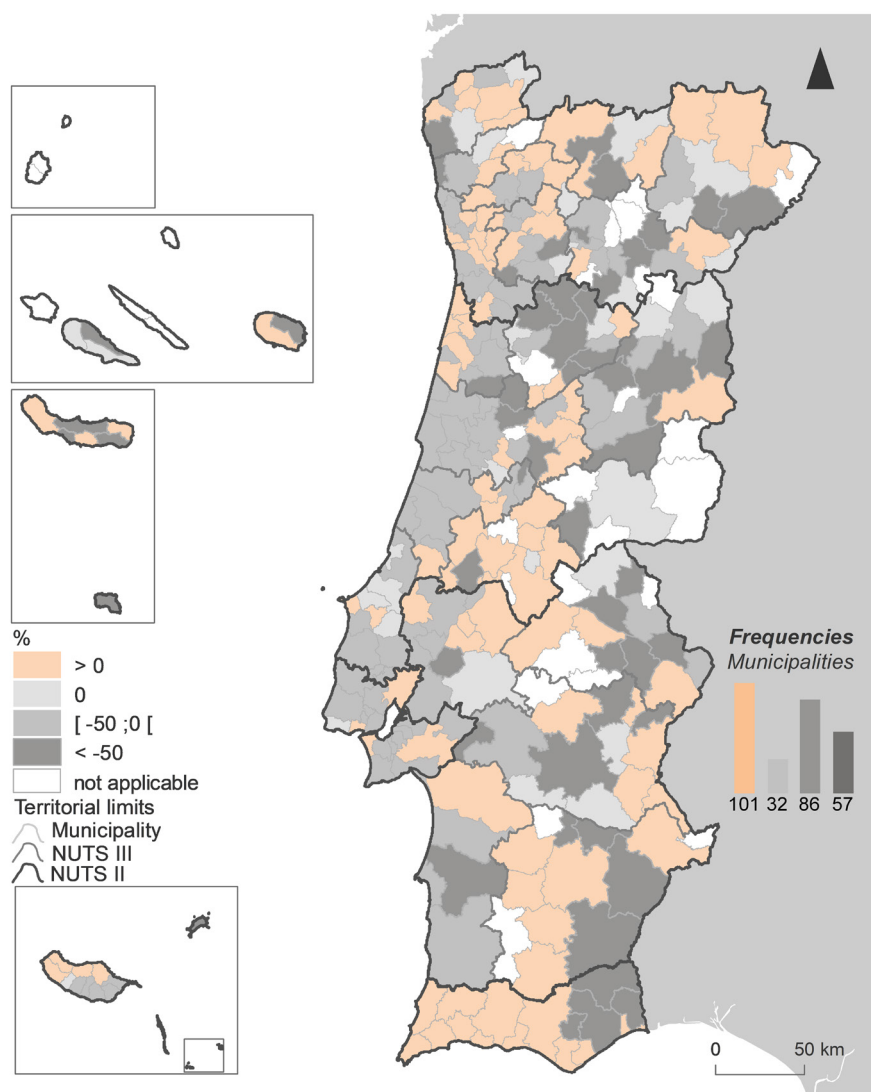 %
> 0
0
[ -50 ;0 [
< -50
not applicable
Territorial limits
Municipality
NUTS III
NUTS II
Frequencies
Municipalities
101 32 86 57
0 50 km